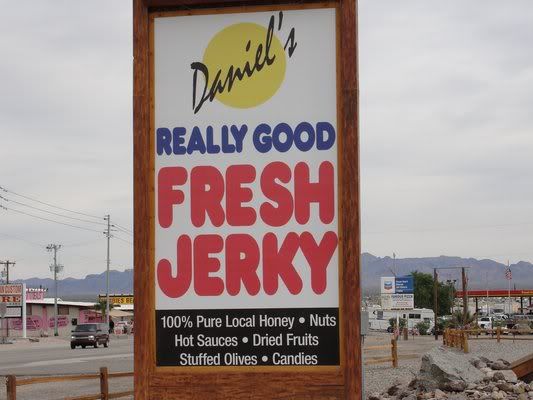 Daniel's
REALLY GOOD
FRESH
JERKY
100% Pure Local Honey • Nuts
Hot Sauces • Dried Fruits
Stuffed Olives • Candies